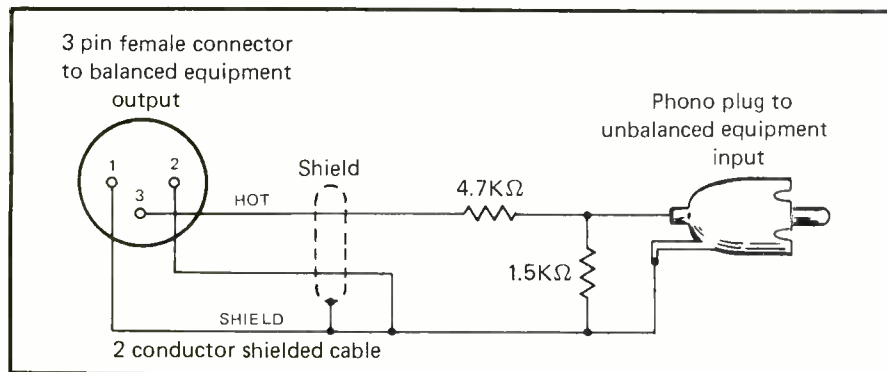 3 pin female connector
to balanced equipment
output
Phono plug to
unbalanced equipment
input
1
2
3
Shield
HOT
4.7KΩ
1.5KΩ
SHIELD
2 conductor shielded cable